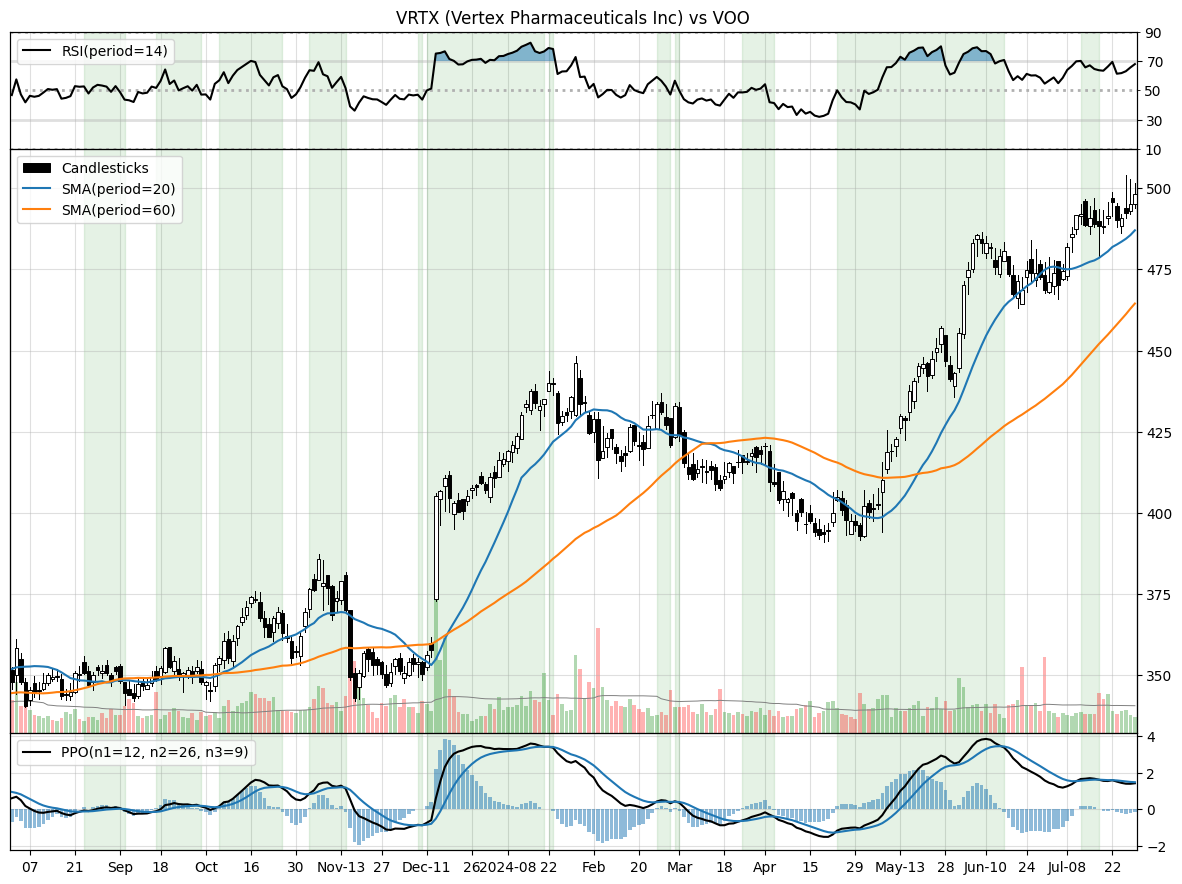 VRTX (Vertex Pharmaceuticals Inc) vs VOO
RSI(period=14)
90
70
50
30
10
Candlesticks
SMA(period=20)
SMA(period=60)
500
475
450
425
400
375
350
PPO(n1=12, n2=26, n3=9)
4
2
0
−2
07 21 Sep 18 Oct 16 30 Nov-13 27 Dec-11 26 2024-08 22 Feb 20 Mar 18 Apr 15 29 May-13 28 Jun-10 24 Jul-08 22